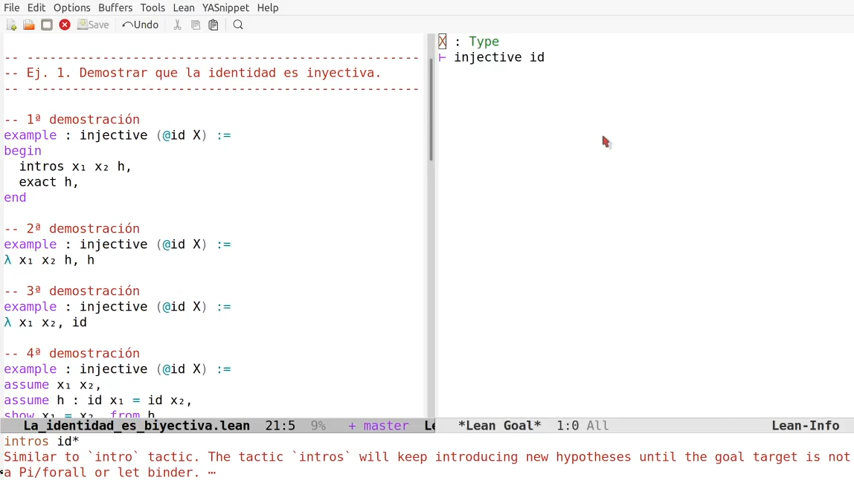 File Edit Options Buffers Tools Lean YASnippet Help
Save Undo
-- ----------------------------------------------------
-- Ej. 1. Demostrar que la identidad es inyectiva.
-- ----------------------------------------------------
-- 1ª demostración
example : injective (@id X) :=
begin
  intros x₁ x₂ h,
  exact h,
end
-- 2ª demostración
example : injective (@id X) :=
λ x₁ x₂ h, h
-- 3ª demostración
example : injective (@id X) :=
λ x₁ x₂, id
-- 4ª demostración
example : injective (@id X) :=
assume x₁ x₂,
assume h : id x₁ = id x₂,
show x₁ = x₂, from h
La_identidad_es_biyectiva.lean 21:5 9% + master Le
X : Type
⊢ injective id
*Lean Goal* 1:0 All Lean-Info
intros id*
Similar to `intro` tactic. The tactic `intros` will keep introducing new hypotheses until the goal target is not
a Pi/forall or let binder. ⋯